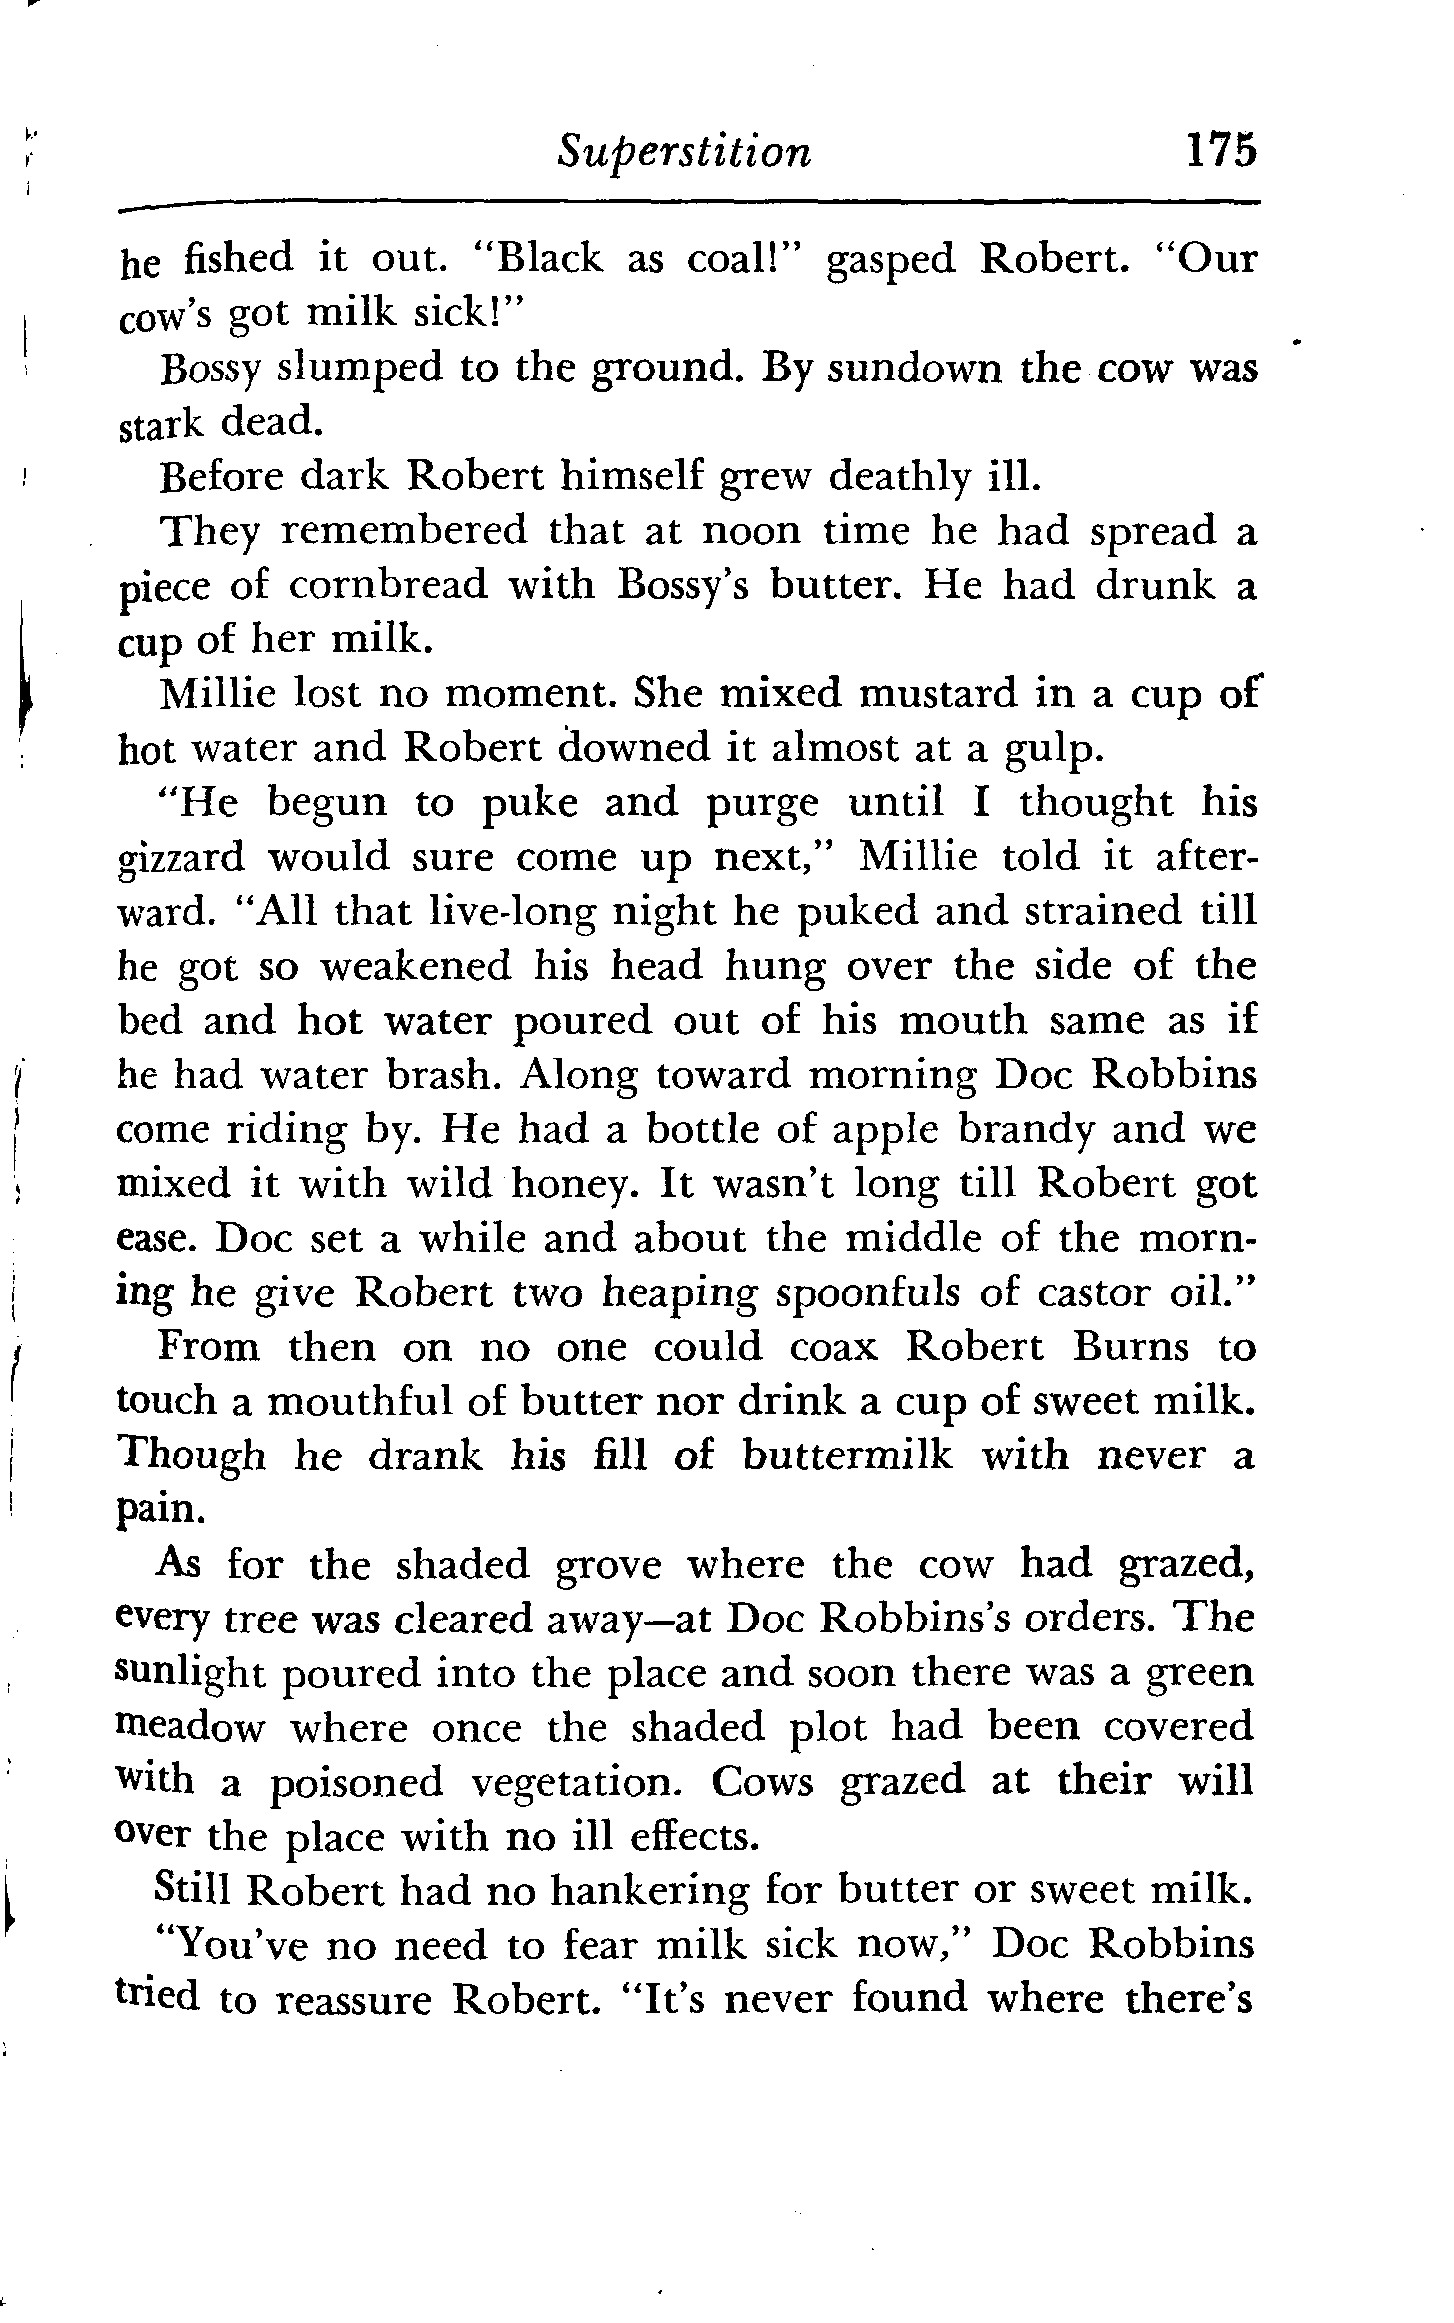 Superstition 175
he fished it out. “Black as coal!” gasped Robert. “Our
cow’s got milk sick!”
Bossy slumped to the ground. By sundown the cow was
stark dead.
Before dark Robert himself grew deathly ill.
They remembered that at noon time he had spread a
piece of cornbread with Bossy’s butter. He had drunk a
cup of her milk.
Millie lost no moment. She mixed mustard in a cup of
hot water and Robert downed it almost at a gulp.
“He begun to puke and purge until I thought his
gizzard would sure come up next,” Millie told it after-
ward. “All that live-long night he puked and strained till
he got so weakened his head hung over the side of the
bed and hot water poured out of his mouth same as if
he had water brash. Along toward morning Doc Robbins
come riding by. He had a bottle of apple brandy and we
mixed it with wild honey. It wasn’t long till Robert got
ease. Doc set a while and about the middle of the morn-
ing he give Robert two heaping spoonfuls of castor oil.”
From then on no one could coax Robert Burns to
touch a mouthful of butter nor drink a cup of sweet milk.
Though he drank his fill of buttermilk with never a
pain.
As for the shaded grove where the cow had grazed,
every tree was cleared away—at Doc Robbins’s orders. The
sunlight poured into the place and soon there was a green
meadow where once the shaded plot had been covered
with a poisoned vegetation. Cows grazed at their will
over the place with no ill effects.
Still Robert had no hankering for butter or sweet milk.
“You’ve no need to fear milk sick now,” Doc Robbins
tried to reassure Robert. “It’s never found where there’s